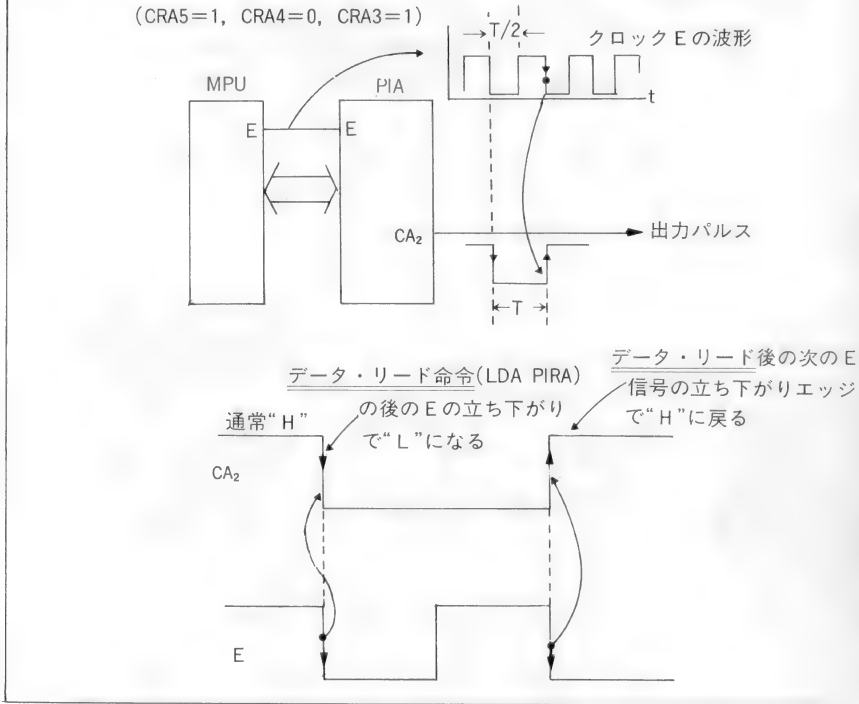 (CRA5=1, CRA4=0, CRA3=1)
T/2
クロックEの波形
MPU
PIA
E
E
t
CA₂
出力パルス
T
データ・リード命令(LDA PIRA)
の後のEの立ち下がり
で“L”になる
データ・リード後の次のE
信号の立ち下がりエッジ
で“H”に戻る
通常“H”
CA₂
E